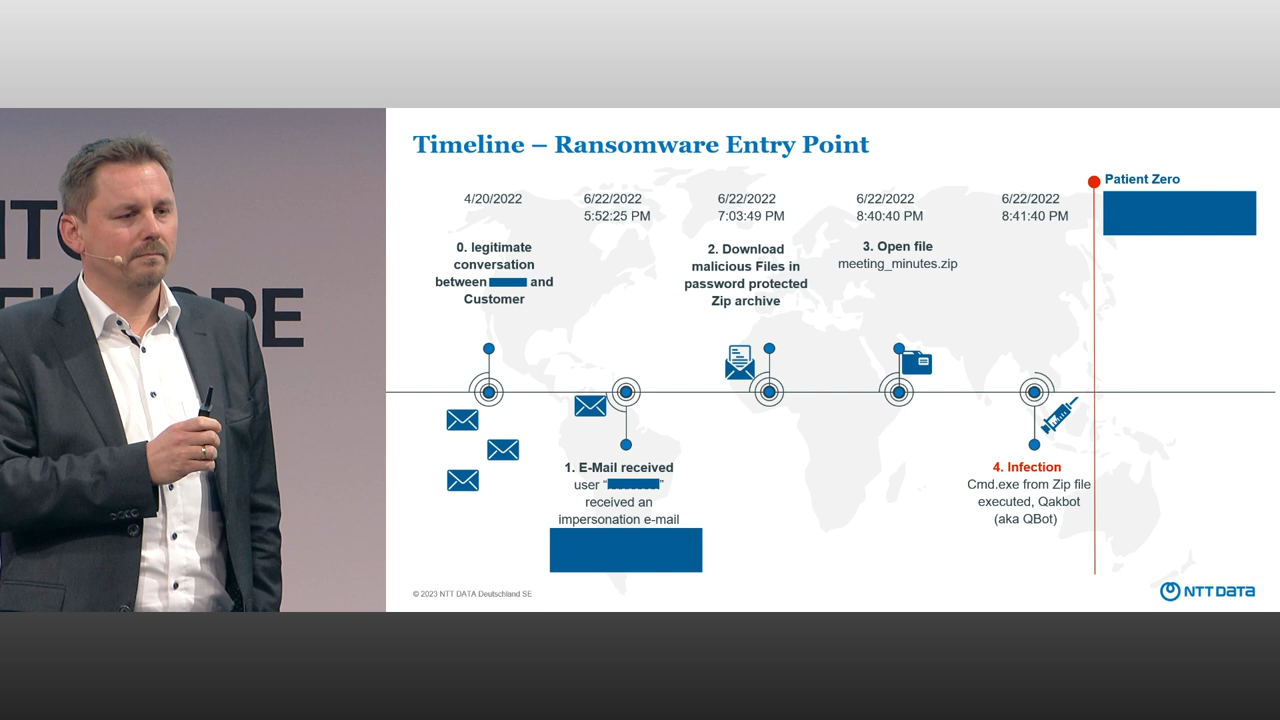 Timeline – Ransomware Entry Point
4/20/2022
0. legitimate
conversation
between and
Customer
6/22/2022
5:52:25 PM
1. E-Mail received
user “ ”
received an
impersonation e-mail
6/22/2022
7:03:49 PM
2. Download
malicious Files in
password protected
Zip archive
6/22/2022
8:40:40 PM
3. Open file
meeting_minutes.zip
6/22/2022
8:41:40 PM
4. Infection
Cmd.exe from Zip file
executed, Qakbot
(aka QBot)
Patient Zero
© 2023 NTT DATA Deutschland SE
NTT DATA